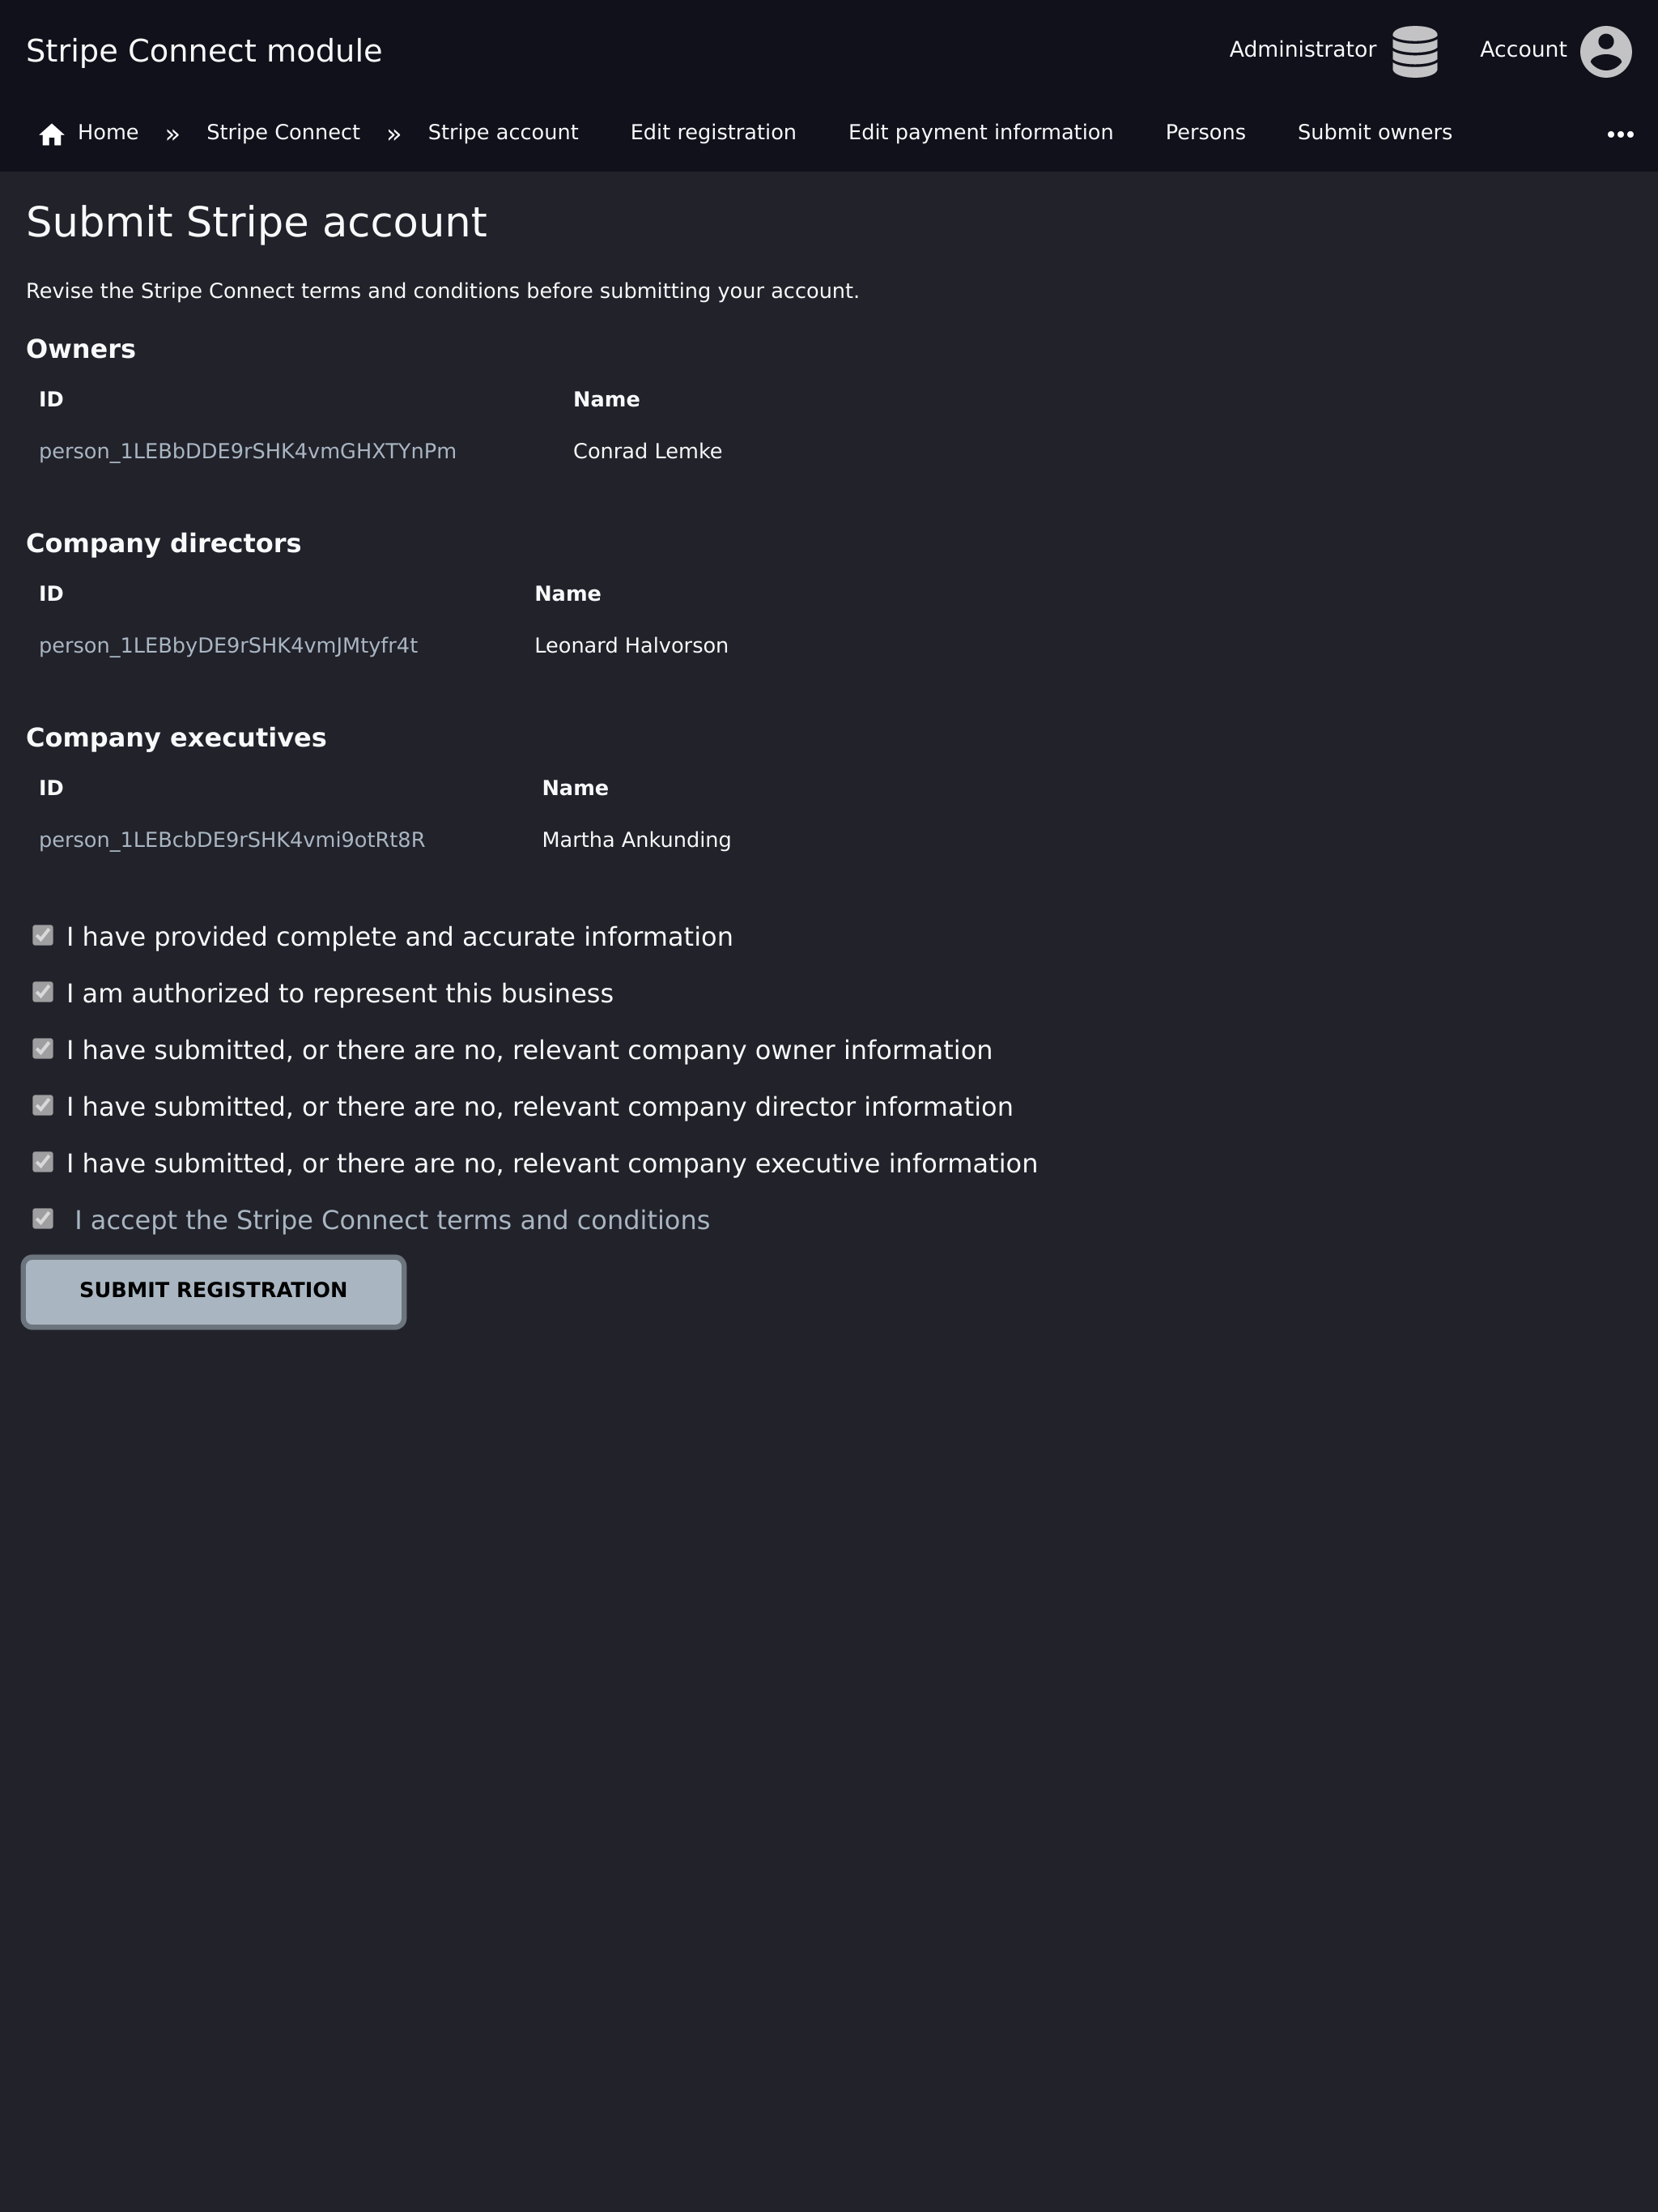 Stripe Connect module
Administrator
Account
Home » Stripe Connect » Stripe account Edit registration Edit payment information Persons Submit owners •••
Submit Stripe account
Revise the Stripe Connect terms and conditions before submitting your account.
Owners
ID Name
person_1LEBbDDE9rSHK4vmGHXTYnPm Conrad Lemke
Company directors
ID Name
person_1LEBbyDE9rSHK4vmJMtyfr4t Leonard Halvorson
Company executives
ID Name
person_1LEBcbDE9rSHK4vmi9otRt8R Martha Ankunding
I have provided complete and accurate information
I am authorized to represent this business
I have submitted, or there are no, relevant company owner information
I have submitted, or there are no, relevant company director information
I have submitted, or there are no, relevant company executive information
I accept the Stripe Connect terms and conditions
SUBMIT REGISTRATION